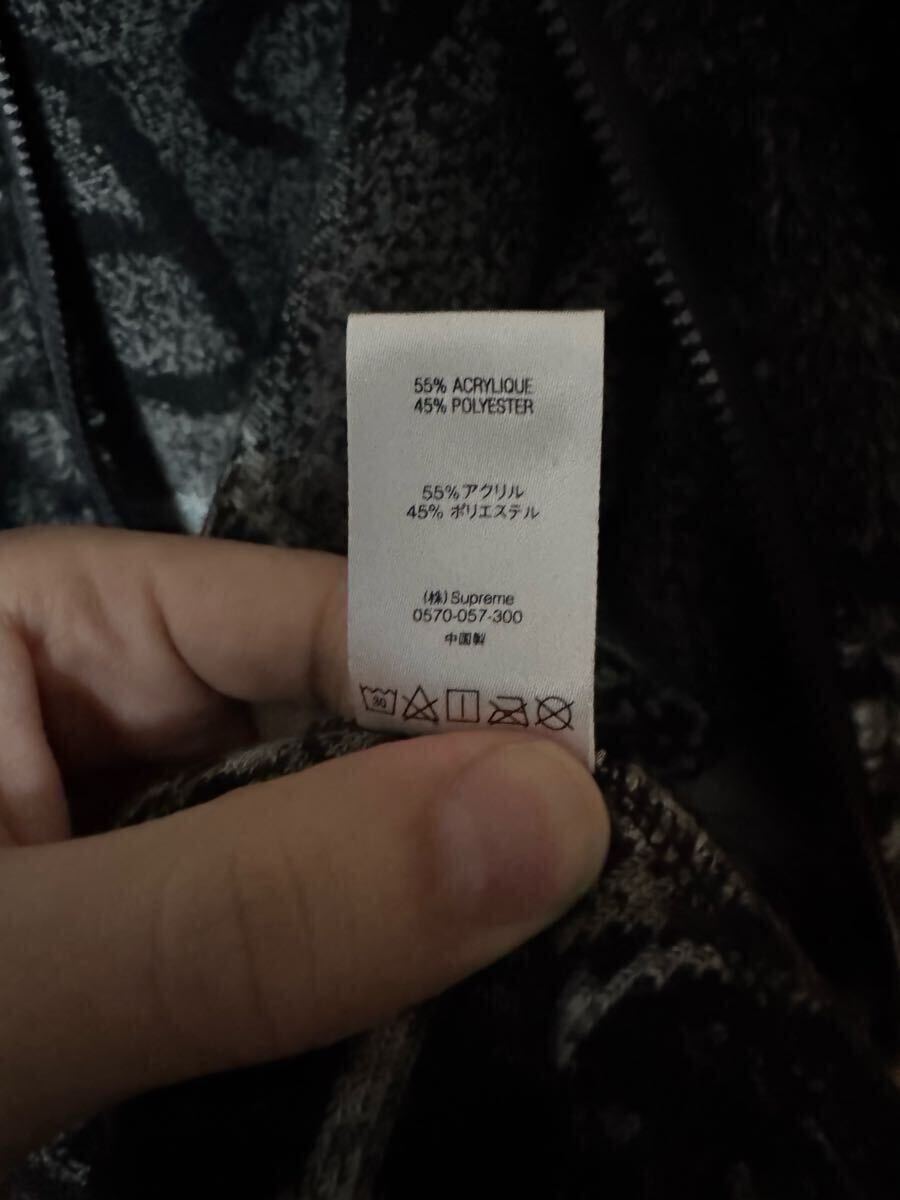 55% ACRYLIQUE
45% POLYESTER
55%アクリル
45% ポリエステル
(株)Supreme
0570-057-300
中国製
30